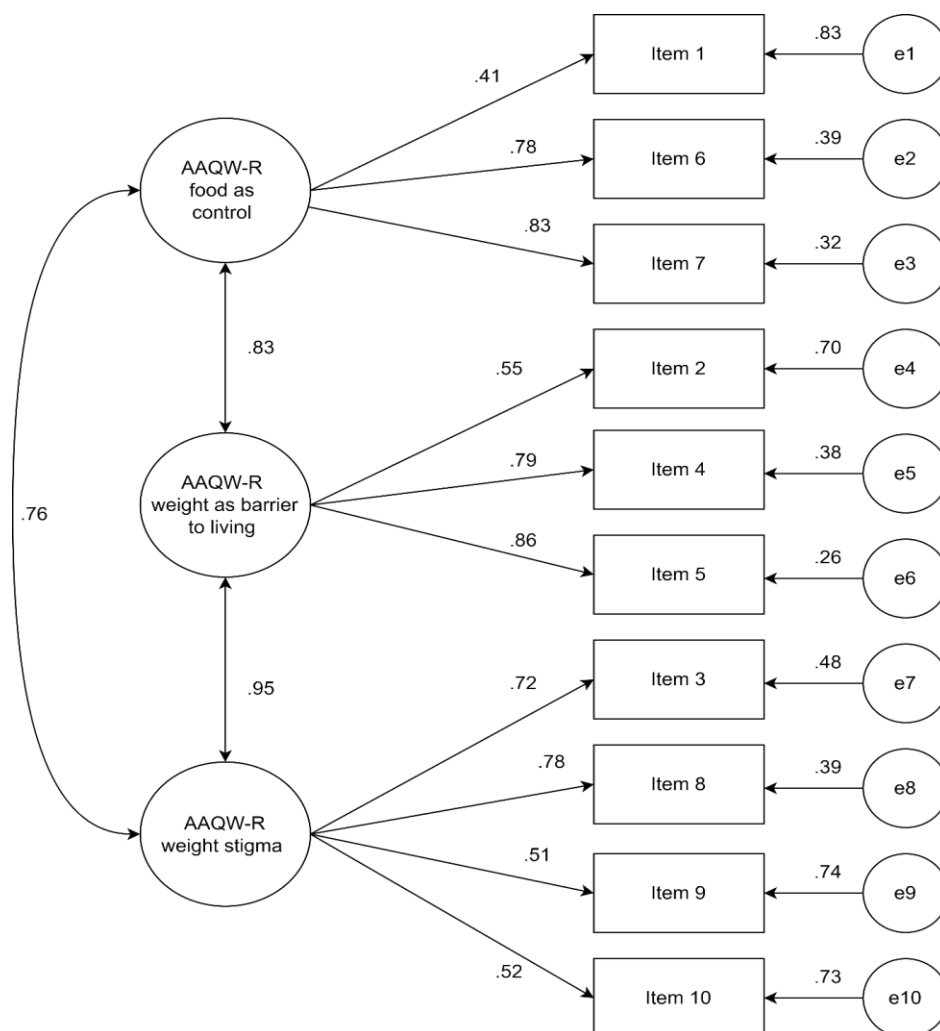 .41
Item 1
.83
e1
AAQW-R
food as
control
.78
Item 6
.39
e2
.83
Item 7
.32
e3
.83
.55
Item 2
.70
e4
AAQW-R
weight as barrier
to living
.79
Item 4
.38
e5
.76
.86
Item 5
.26
e6
.95
.72
Item 3
.48
e7
AAQW-R
weight stigma
.78
Item 8
.39
e8
.51
Item 9
.74
e9
.52
Item 10
.73
e10